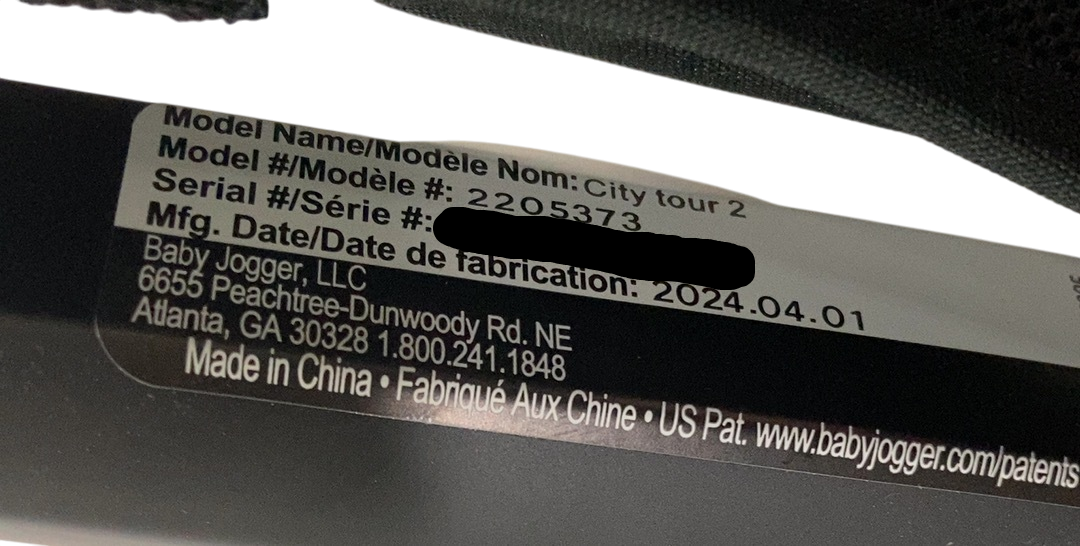 Model Name/Modèle Nom: City tour 2
Model #/Modèle #: 2205373
Serial #/Série #:
Mfg. Date/Date de fabrication: 2024.04.01
Baby Jogger, LLC
6655 Peachtree-Dunwoody Rd. NE
Atlanta, GA 30328 1.800.241.1848
Made in China • Fabriqué Aux Chine • US Pat. www.babyjogger.com/patents